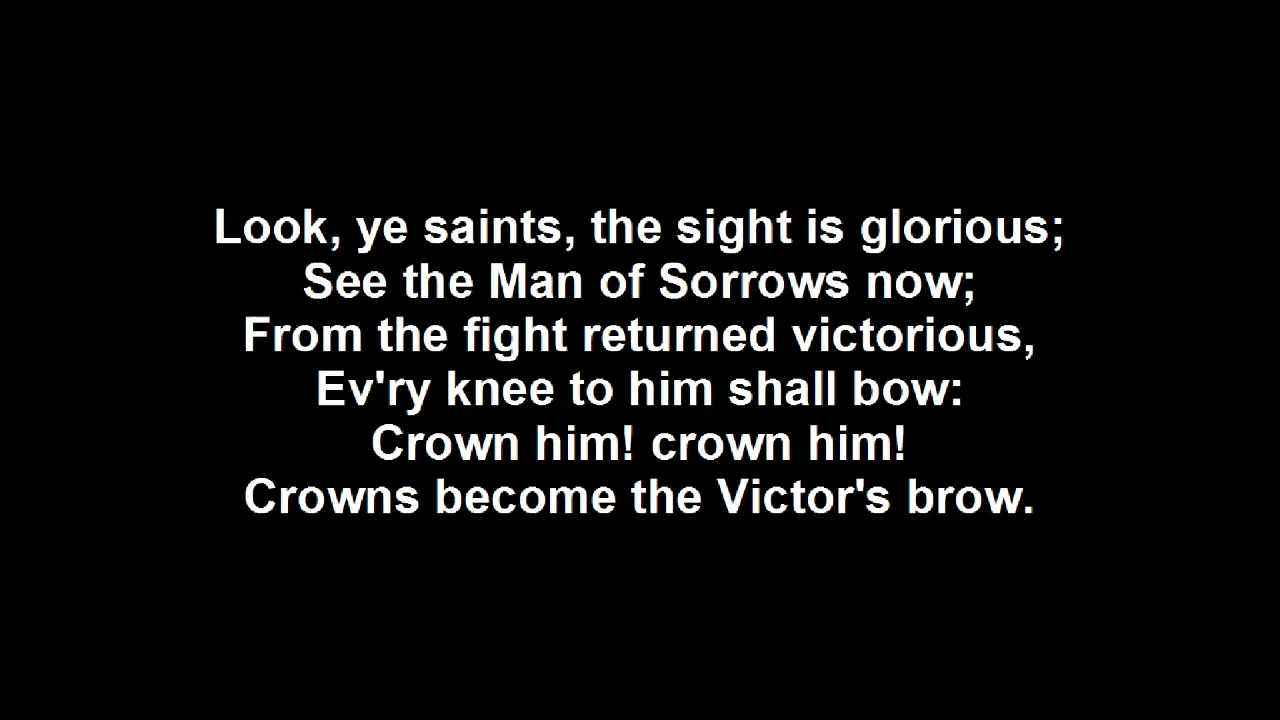 Look, ye saints, the sight is glorious;
See the Man of Sorrows now;
From the fight returned victorious,
Ev'ry knee to him shall bow:
Crown him! crown him!
Crowns become the Victor's brow.